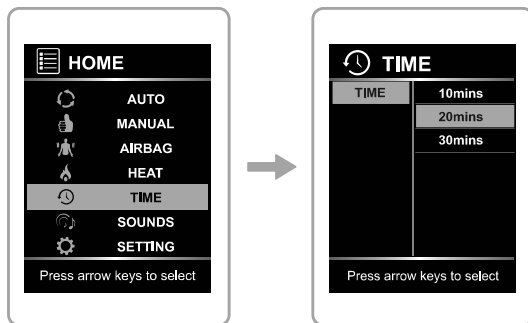 HOME
AUTO
MANUAL
AIRBAG
HEAT
TIME
SOUNDS
SETTING
Press arrow keys to select
TIME
TIME
10mins
20mins
30mins
Press arrow keys to select